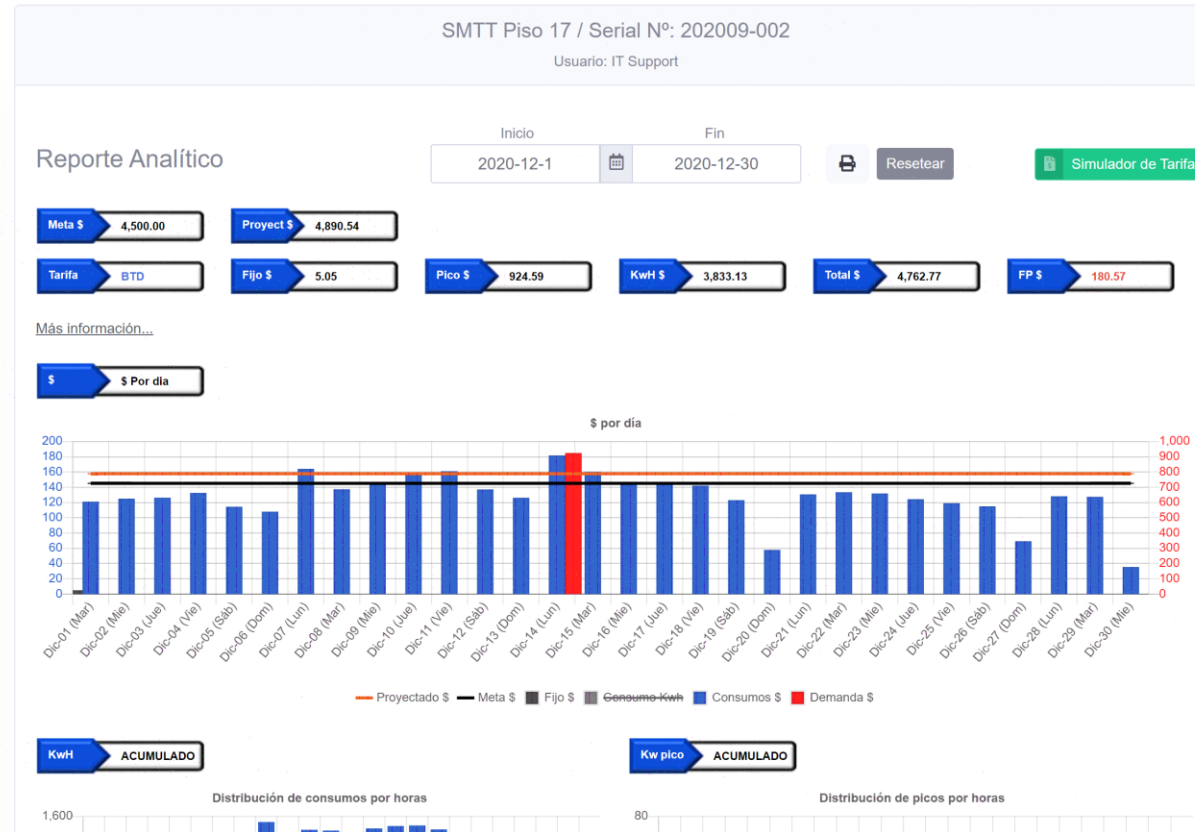 SMTT Piso 17 / Serial Nº: 202009-002
Usuario: IT Support
Inicio
Fin
Reporte Analítico
2020-12-1
2020-12-30
Resetear
Simulador de Tarifa
Meta $ 4,500.00
Proyect $ 4,890.54
Tarifa BTD
Fijo $ 5.05
Pico $ 924.59
KwH $ 3,833.13
Total $ 4,762.77
FP $ 180.57
Más información...
$ $ Por dia
$ por día
200 1,000
180 900
160 800
140 700
120 600
100 500
80 400
60 300
40 200
20 100
0 0
Dic-01 (Mar) Dic-02 (Mie) Dic-03 (Jue) Dic-04 (Vie) Dic-05 (Sáb) Dic-06 (Dom) Dic-07 (Lun) Dic-08 (Mar) Dic-09 (Mie) Dic-10 (Jue) Dic-11 (Vie) Dic-12 (Sáb) Dic-13 (Dom) Dic-14 (Lun) Dic-15 (Mar) Dic-16 (Mie) Dic-17 (Jue) Dic-18 (Vie) Dic-19 (Sáb) Dic-20 (Dom) Dic-21 (Lun) Dic-22 (Mar) Dic-23 (Mie) Dic-24 (Jue) Dic-25 (Vie) Dic-26 (Sáb) Dic-27 (Dom) Dic-28 (Lun) Dic-29 (Mar) Dic-30 (Mie)
Proyectado $ Meta $ Fijo $ Consumo Kwh Consumos $ Demanda $
KwH ACUMULADO
Kw pico ACUMULADO
Distribución de consumos por horas
Distribución de picos por horas
1,600
80